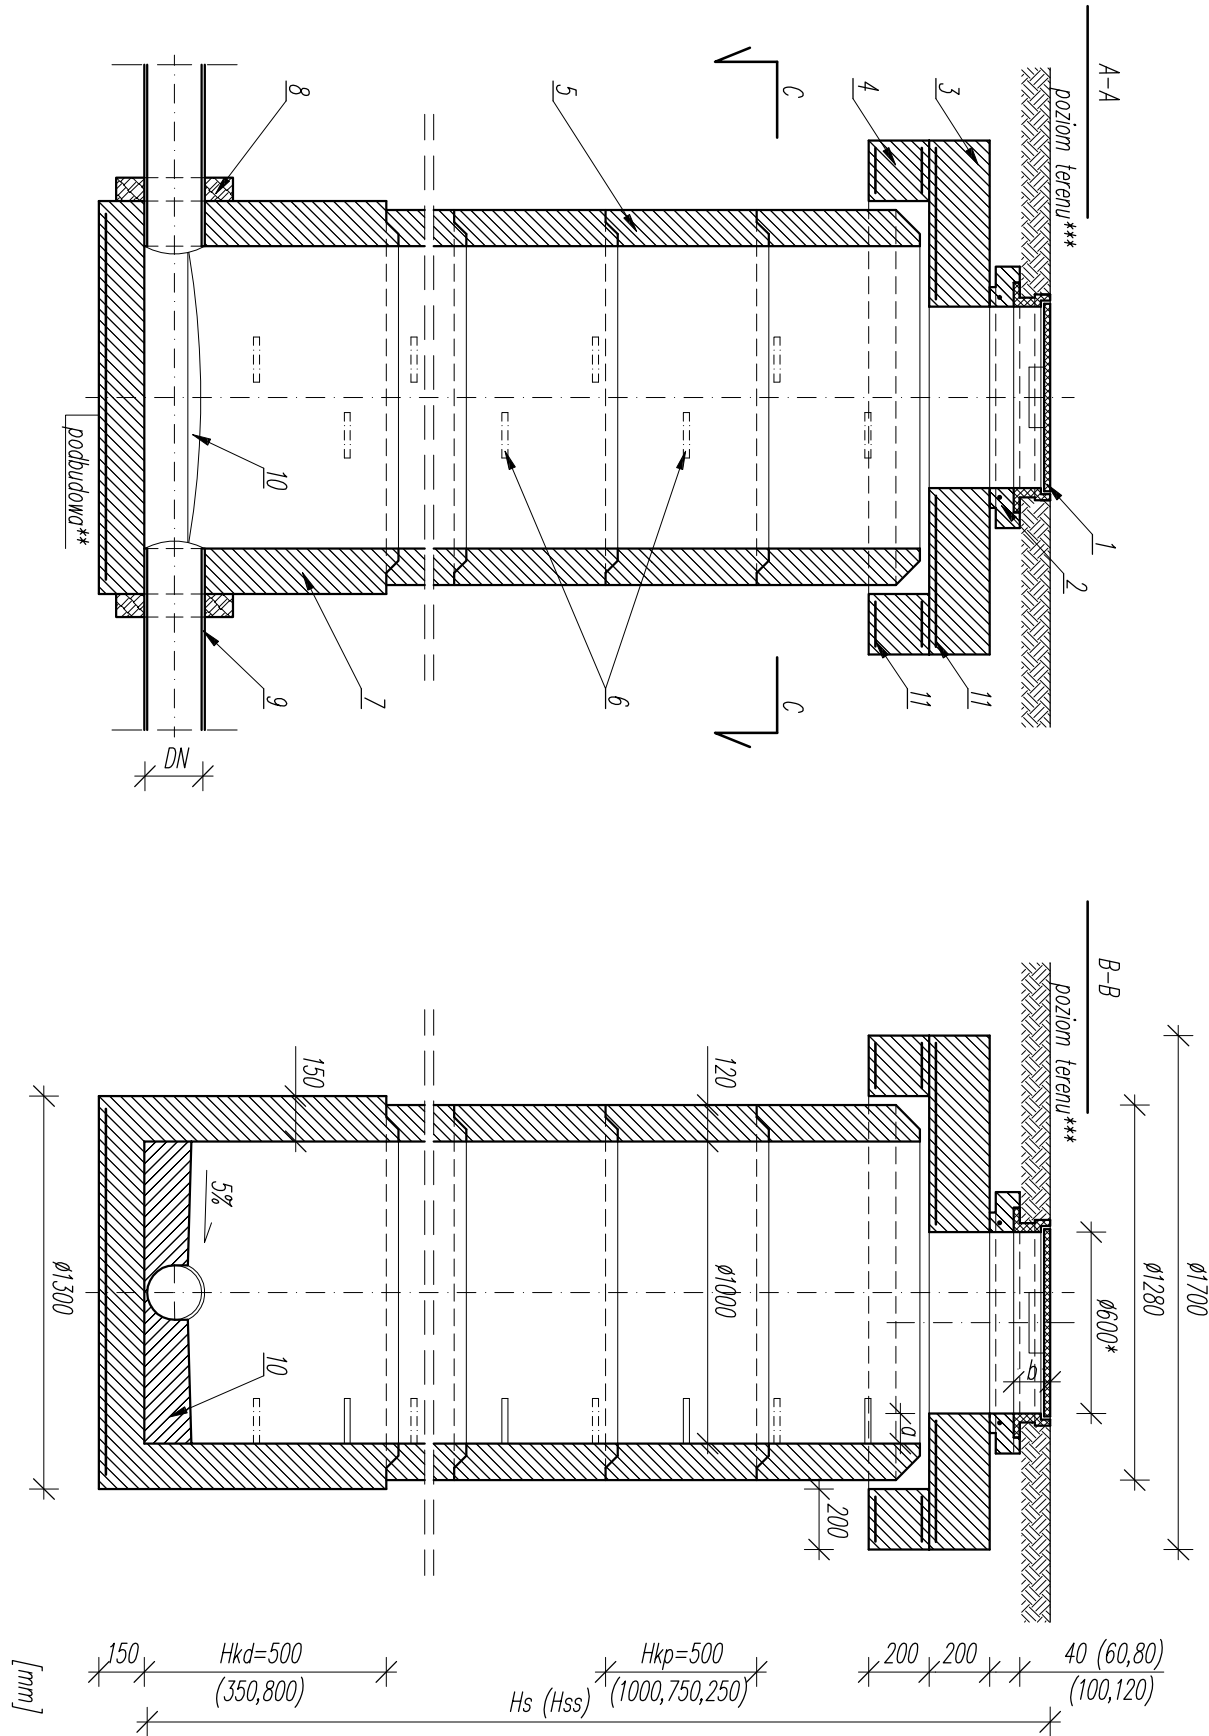 A-A
poziom terenu***
C
C
1
2
3
4
5
6
7
8
9
10
11
11
podbudowa**
DN
B-B
poziom terenu***
ø1700
ø1280
ø600*
b
a
200
120
ø1000
150
5%
10
ø1300
40 (60,80)
(100,120)
200
200
Hkp=500
(1000,750,250)
Hs (Hss)
Hkd=500
(350,800)
150
[mm]